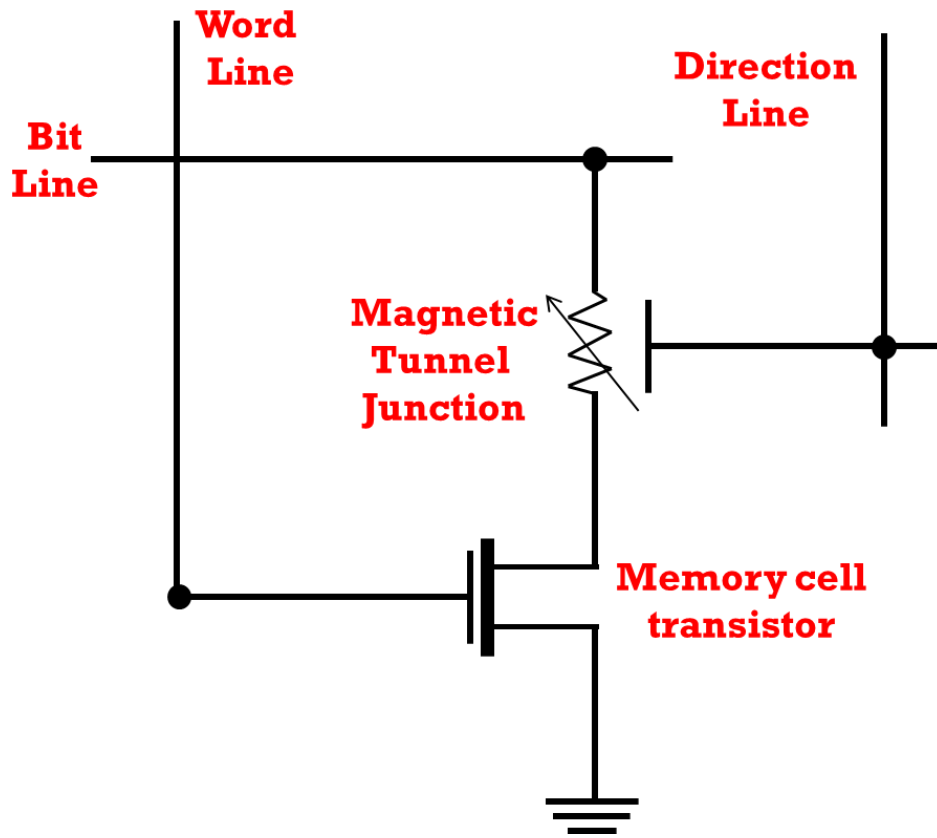 Word
Line
Direction
Line
Bit
Line
Magnetic
Tunnel
Junction
Memory cell
transistor